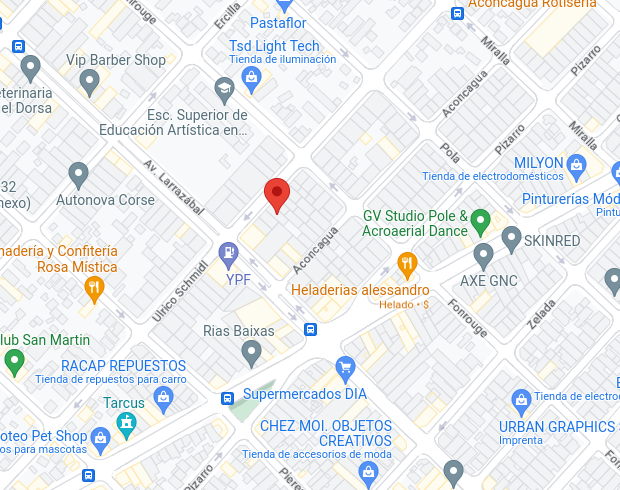 Ercilla
Pastaflor
Aconcagua Rotisería
Miralla
Pizarro
Tsd Light Tech
Tienda de iluminación
Vip Barber Shop
eterinaria
el Dorsa
Esc. Superior de
Educación Artística en...
Aconcagua
Pizarro
Miralla
Pola
MILYON
Tienda de electrodomésticos
Av. Larrazábal
32
nexo)
Autonova Corse
Pinturerías Mód
Pintu
GV Studio Pole &
Acroaerial Dance
SKINRED
Aconcagua
nadería y Confitería
Rosa Mística
YPF
Ulrico Schmidl
AXE GNC
Heladerias alessandro
Helado • $
Fonrouge
Zelada
Rias Baixas
lub San Martin
RACAP REPUESTOS
Tienda de repuestos para carro
Supermercados DIA
Tarcus
E
Tienda de electrod
CHEZ MOI. OBJETOS
CREATIVOS
Tienda de accesorios de moda
URBAN GRAPHICS S
Imprenta
oteo Pet Shop
os para mascotas
Pizarro
Piere
Fonrouge